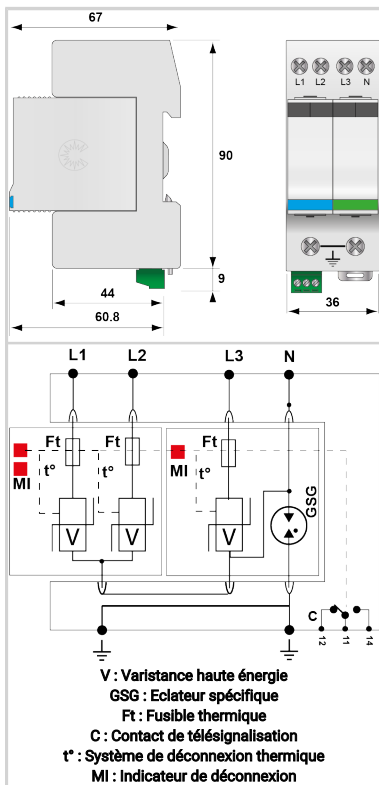 67
90
9
44
60.8
L1 L2 L3 N
36
L1 L2 L3 N
Ft Ft Ft
MI t° t° MI t°
GSG
V V V
C
12 11 14
V : Varistance haute énergie
GSG : Eclateur spécifique
Ft : Fusible thermique
C : Contact de télésignalisation
t° : Système de déconnexion thermique
MI : Indicateur de déconnexion